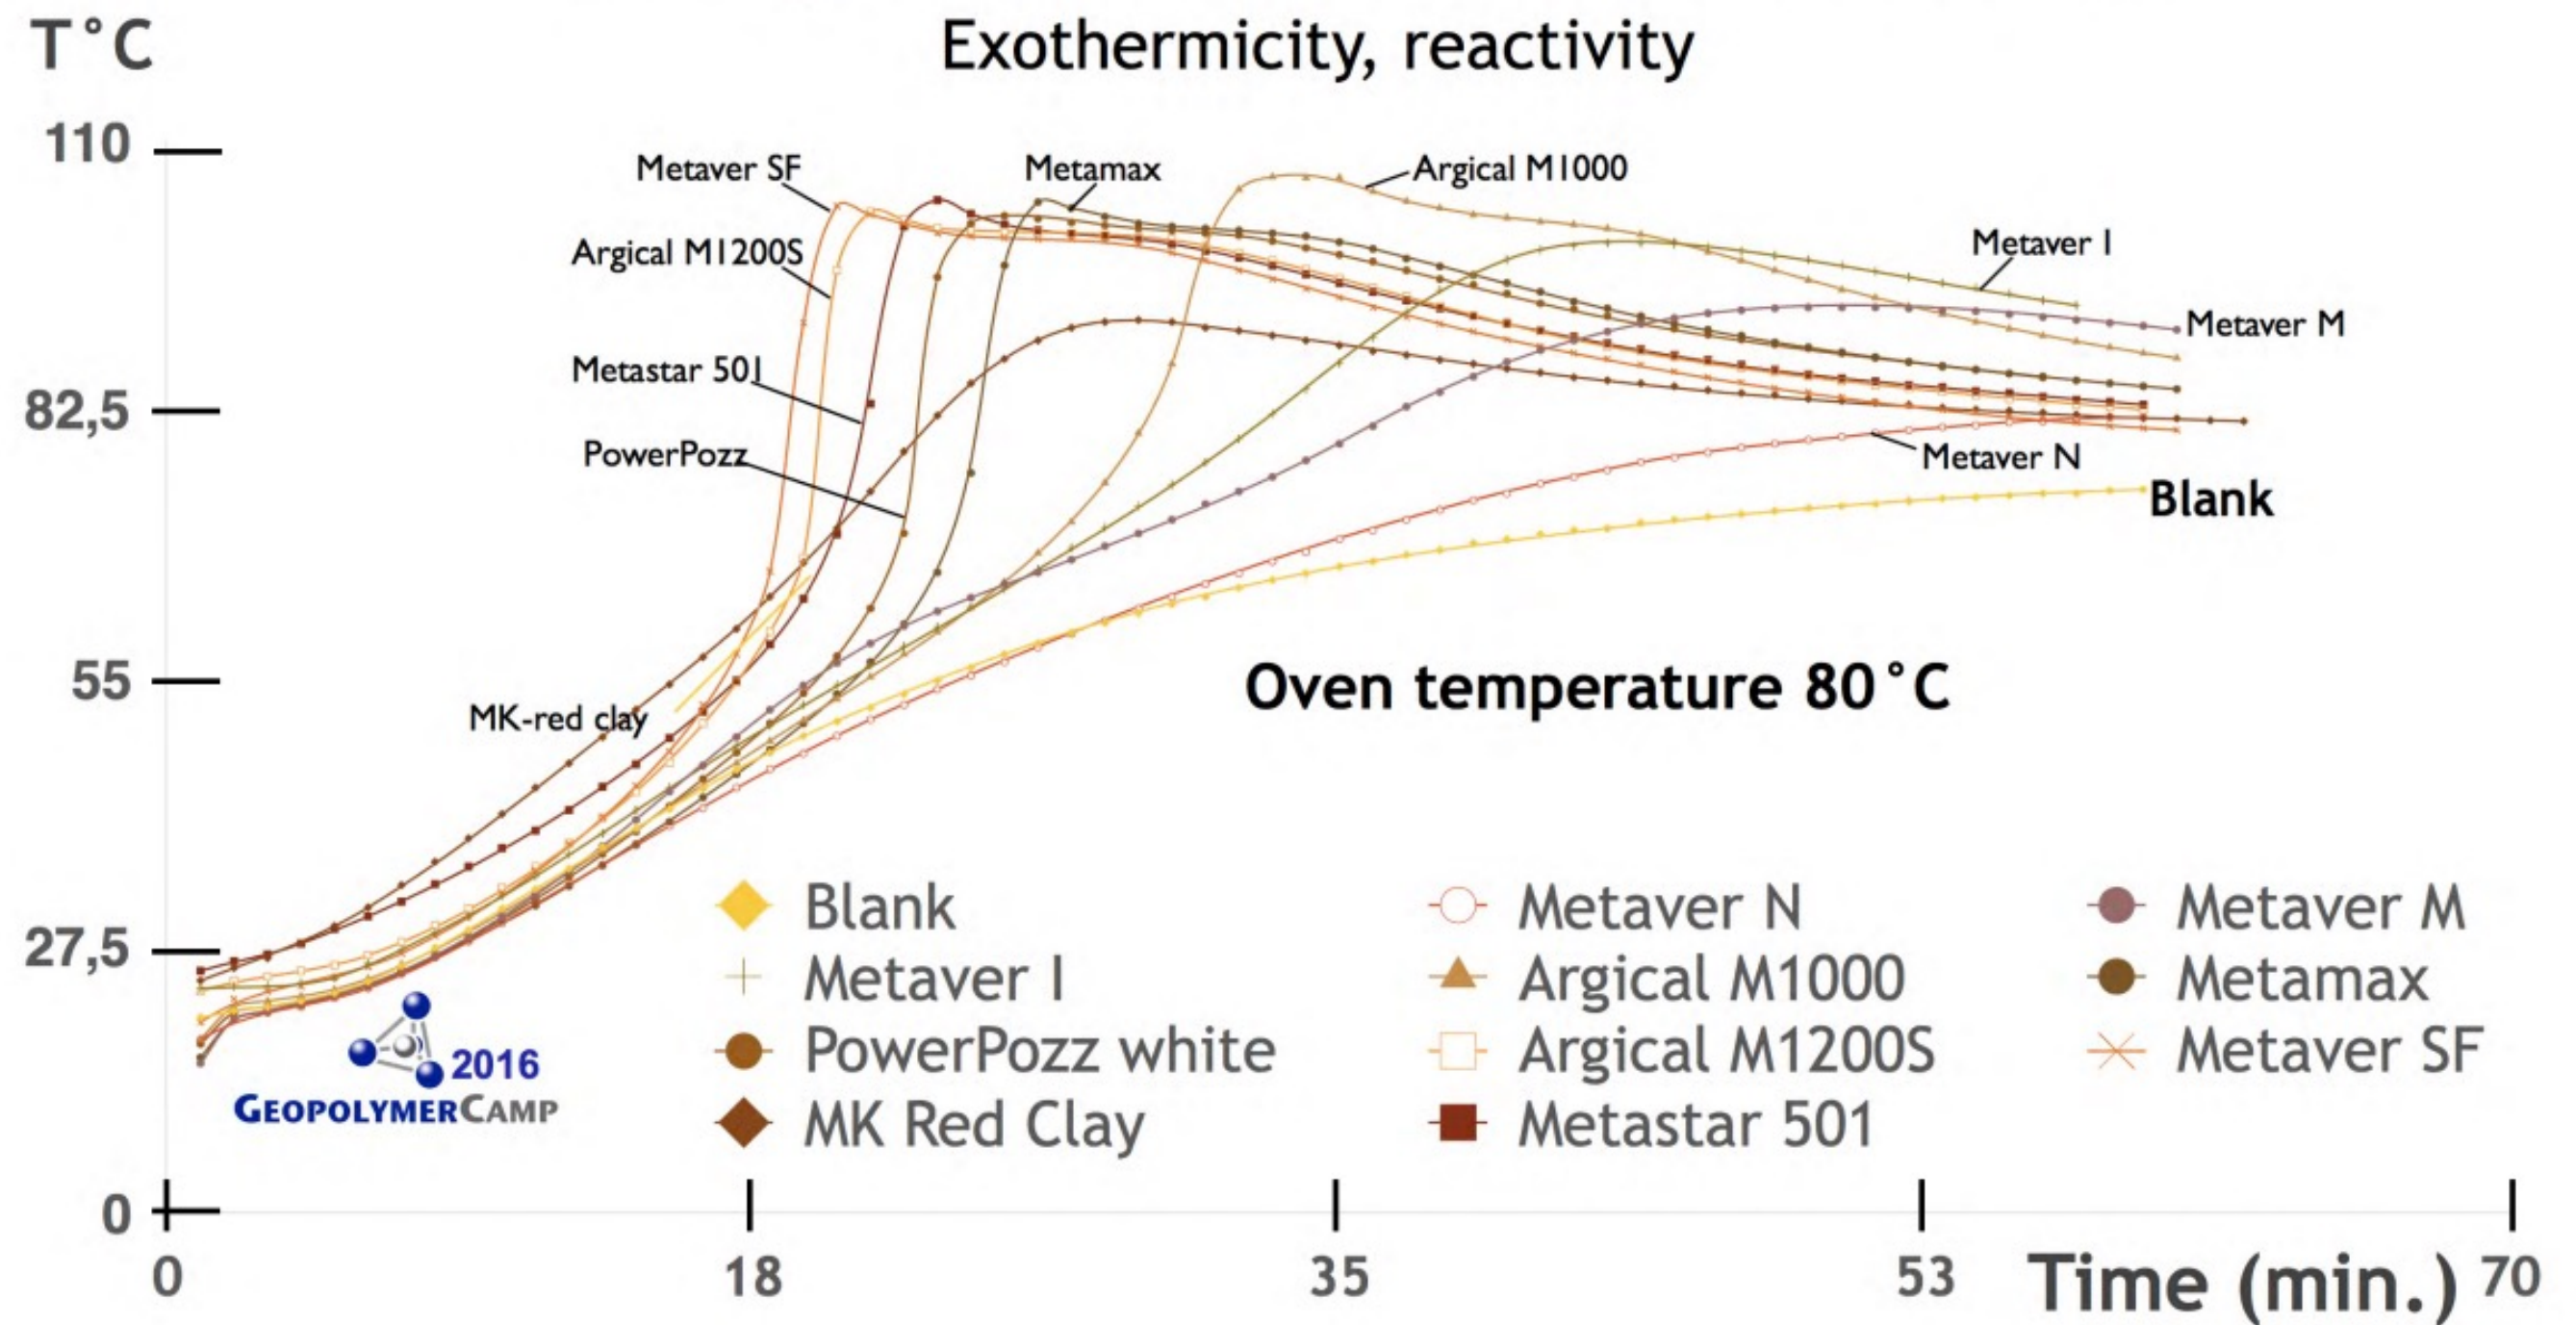 T°C
Exothermicity, reactivity
110
Metaver SF
Metamax
Argical M1000
Argical M1200S
Metaver I
Metaver M
Metastar 501
82,5
PowerPozz
Metaver N
Blank
55
Oven temperature 80°C
MK-red clay
27,5
Blank
Metaver N
Metaver M
Metaver I
Argical M1000
Metamax
PowerPozz white
Argical M1200S
Metaver SF
MK Red Clay
Metastar 501
2016
GEOPOLYMERCAMP
0
0
18
35
53
Time (min.)
70